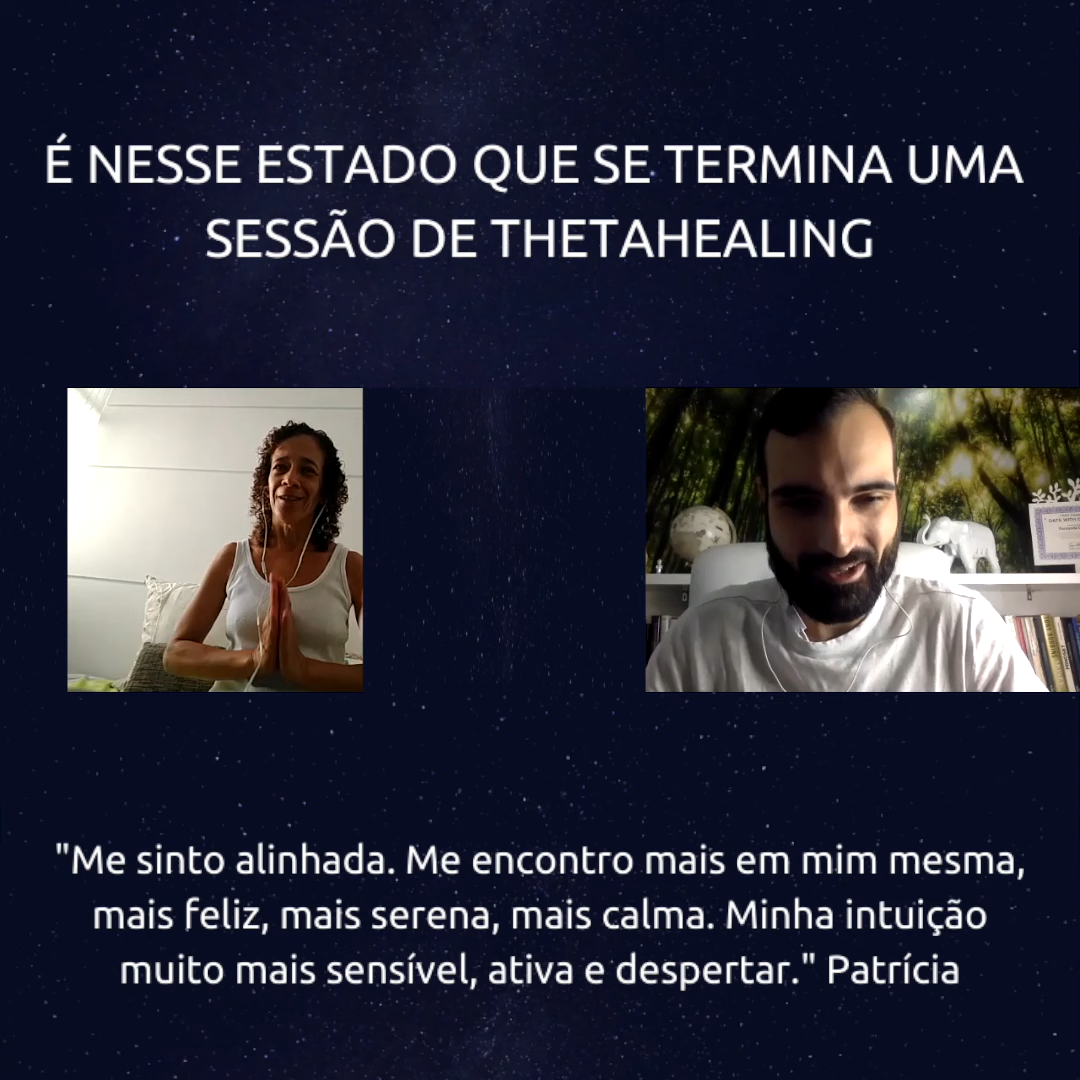 É NESSE ESTADO QUE SE TERMINA UMA
SESSÃO DE THETAHEALING
"Me sinto alinhada. Me encontro mais em mim mesma,
mais feliz, mais serena, mais calma. Minha intuição
muito mais sensível, ativa e despertar." Patrícia